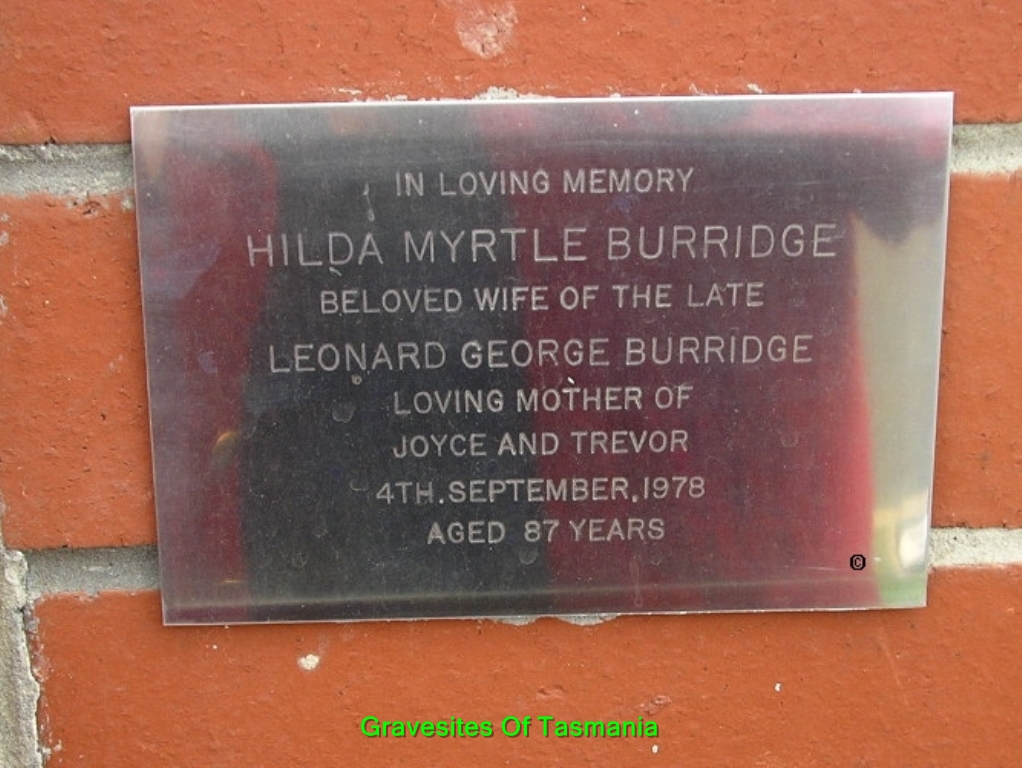 IN LOVING MEMORY
HILDA MYRTLE BURRIDGE
BELOVED WIFE OF THE LATE
LEONARD GEORGE BURRIDGE
LOVING MOTHER OF
JOYCE AND TREVOR
4TH.SEPTEMBER,1978
AGED 87 YEARS
©
Gravesites Of Tasmania